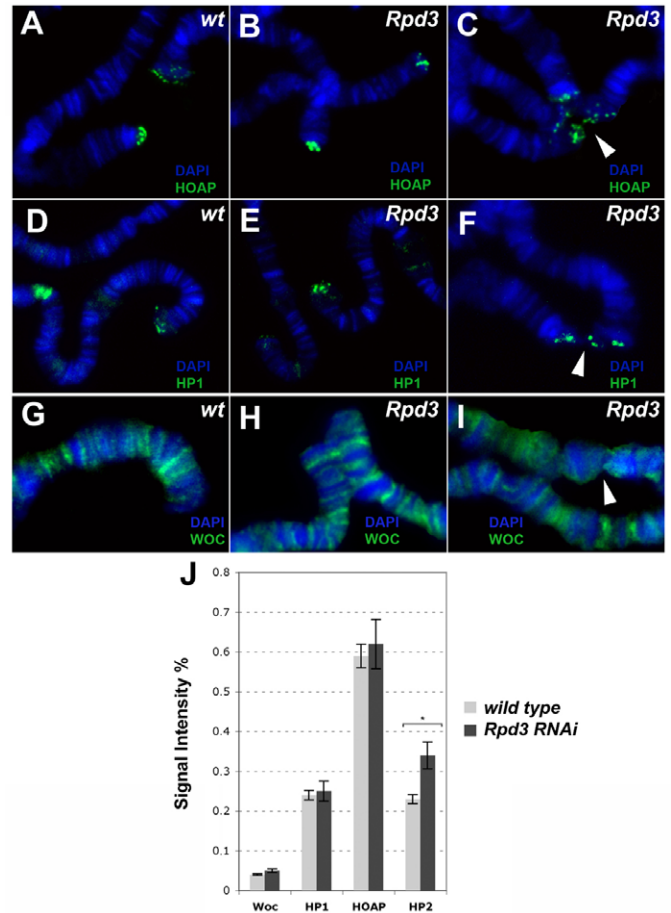 A wt
DAPI
HOAP
B Rpd3
DAPI
HOAP
C Rpd3
DAPI
HOAP
D wt
DAPI
HP1
E Rpd3
DAPI
HP1
F Rpd3
DAPI
HP1
G wt
DAPI
WOC
H Rpd3
DAPI
WOC
I Rpd3
DAPI
WOC
J
Signal Intensity %
0.8
0.7
0.6
0.5
0.4
0.3
0.2
0.1
0
*
Woc HP1 HOAP HP2
wild type
Rpd3 RNAi